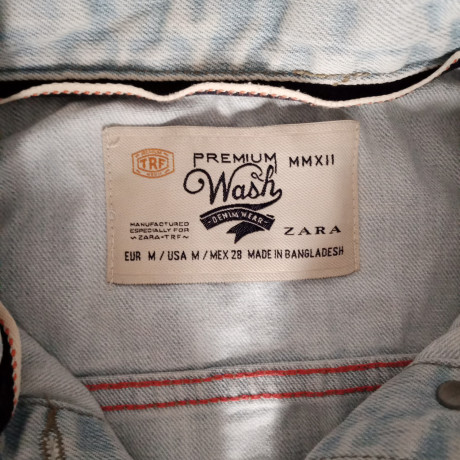 TRF
PREMIUM MMXII
Wash
DENIM WEAR
MANUFACTURED
ESPECIALLY FOR
ZARA-TRF
ZARA
EUR M / USA M / MEX 28 MADE IN BANGLADESH